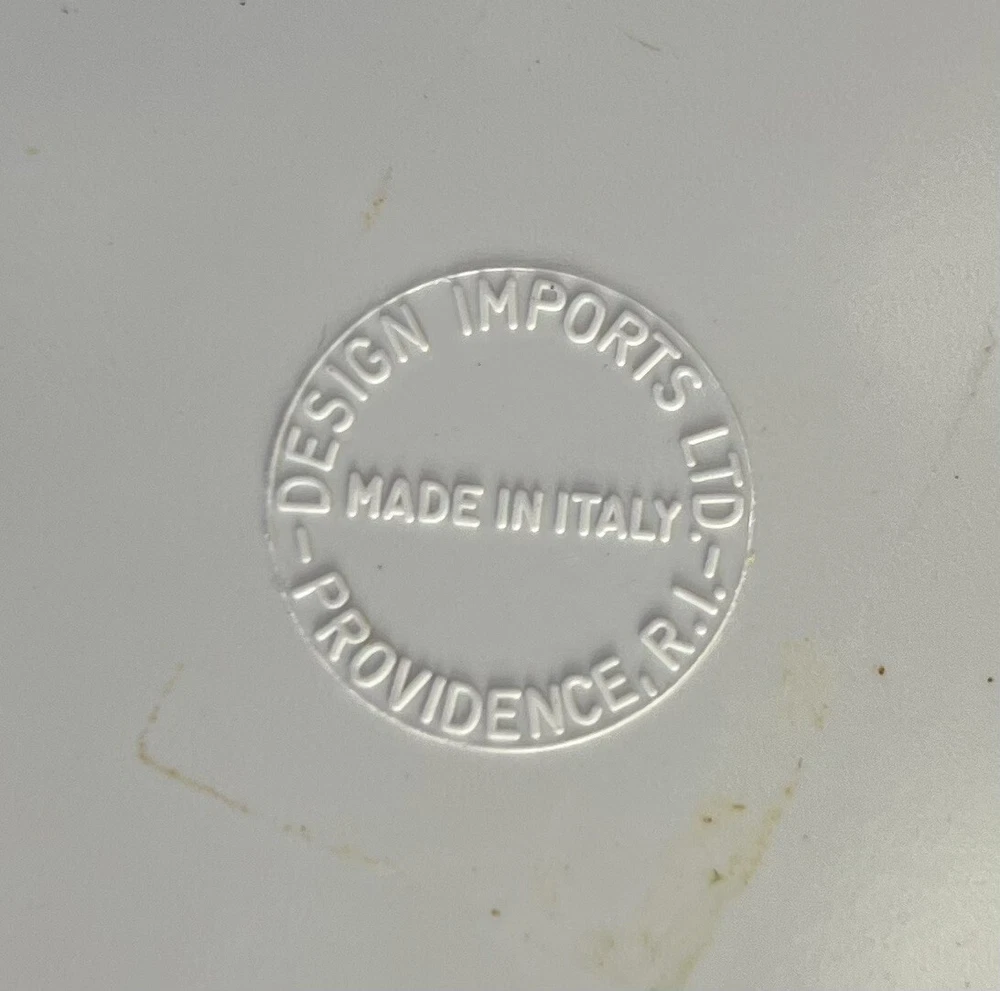 DESIGN IMPORTS LTD.
MADE IN ITALY
PROVIDENCE, R.I.